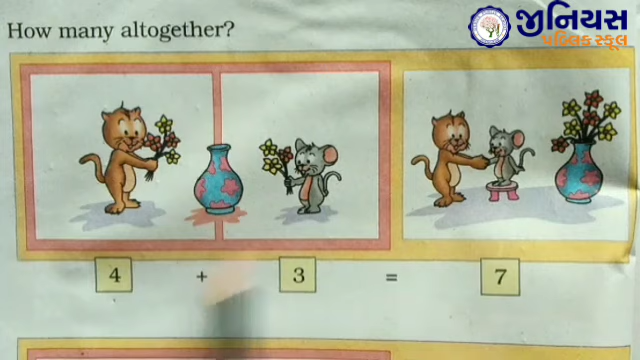 How many altogether?
જીનિયસ
પબ્લિક સ્કૂલ
4 + 3 = 7